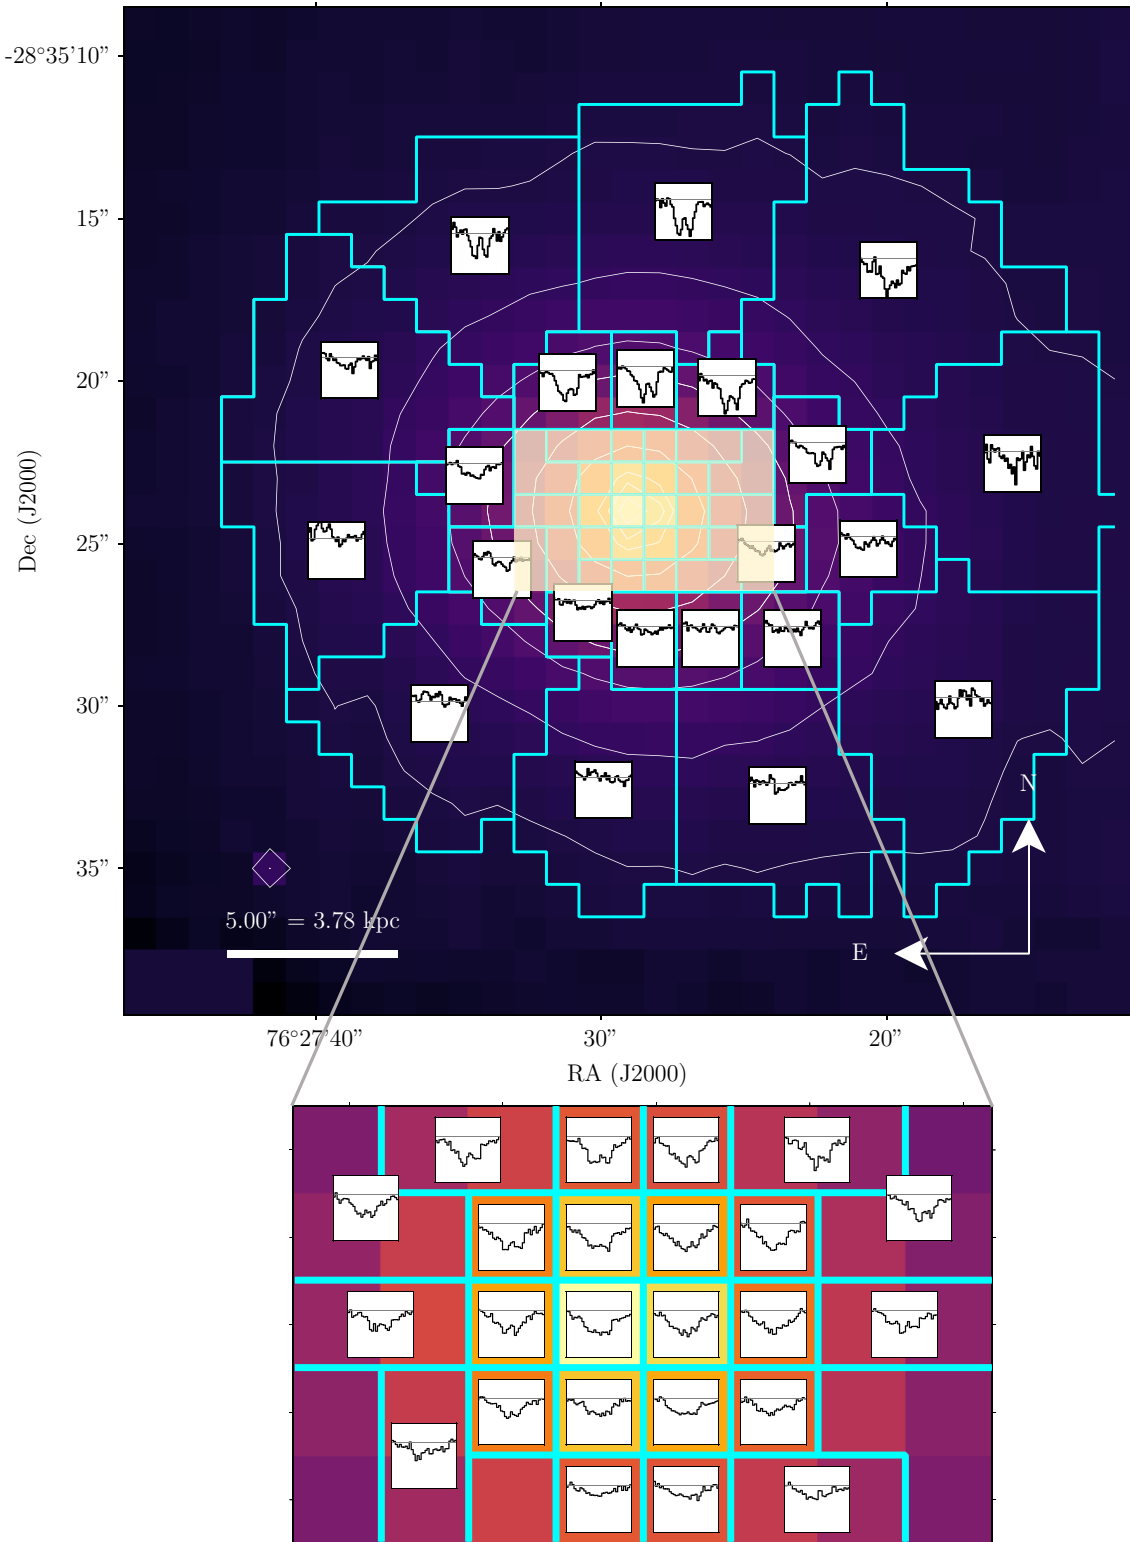 -28°35'10"
15"
20"
25"
30"
35"
Dec (J2000)
N
E
5.00" = 3.78 kpc
76°27'40"
30"
20"
RA (J2000)